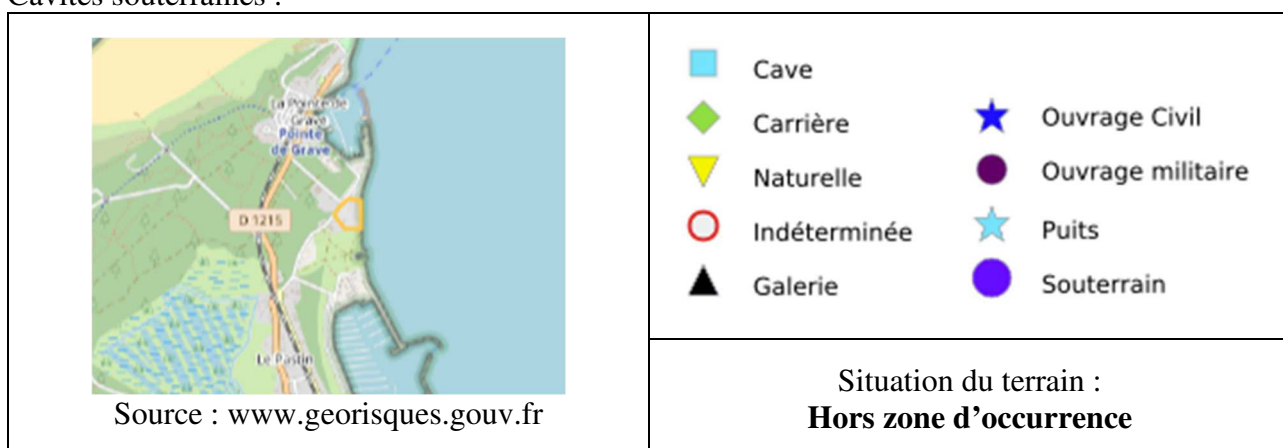 Cavités souterraines :
La Pointe de
Grave
Pointe
de Grave
D 1215
Le Pastin
Source : www.georisques.gouv.fr
Cave
Carrière
Naturelle
Indéterminée
Galerie
Ouvrage Civil
Ouvrage militaire
Puits
Souterrain
Situation du terrain :
Hors zone d’occurrence